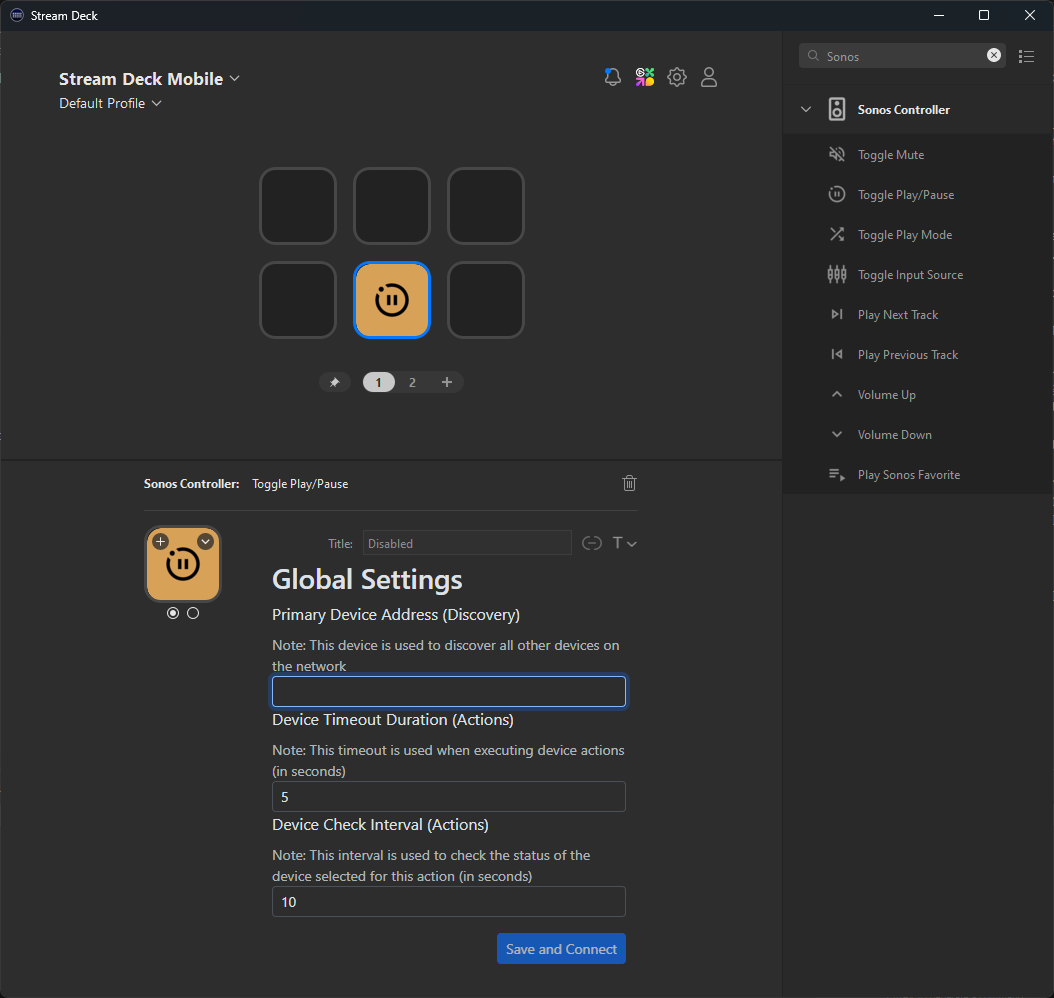 Stream Deck
Stream Deck Mobile
Default Profile
1
2
Sonos Controller: Toggle Play/Pause
Title: Disabled
T
Global Settings
Primary Device Address (Discovery)
Note: This device is used to discover all other devices on
the network
Device Timeout Duration (Actions)
Note: This timeout is used when executing device actions
(in seconds)
5
Device Check Interval (Actions)
Note: This interval is used to check the status of the
device selected for this action (in seconds)
10
Save and Connect
Sonos
Sonos Controller
Toggle Mute
Toggle Play/Pause
Toggle Play Mode
Toggle Input Source
Play Next Track
Play Previous Track
Volume Up
Volume Down
Play Sonos Favorite